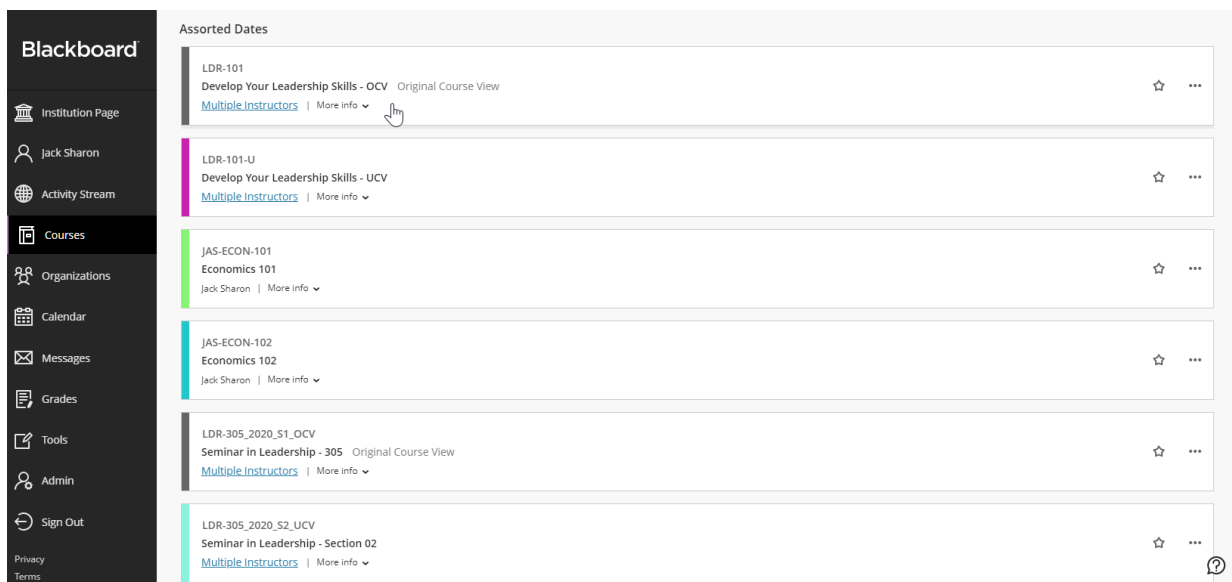 Blackboard
Institution Page
Jack Sharon
Activity Stream
Courses
Organizations
Calendar
Messages
Grades
Tools
Admin
Sign Out
Privacy
Terms
Assorted Dates
LDR-101
Develop Your Leadership Skills - OCV Original Course View
Multiple Instructors | More info
LDR-101-U
Develop Your Leadership Skills - UCV
Multiple Instructors | More info
JAS-ECON-101
Economics 101
Jack Sharon | More info
JAS-ECON-102
Economics 102
Jack Sharon | More info
LDR-305_2020_S1_OCV
Seminar in Leadership - 305 Original Course View
Multiple Instructors | More info
LDR-305_2020_S2_UCV
Seminar in Leadership - Section 02
Multiple Instructors | More info